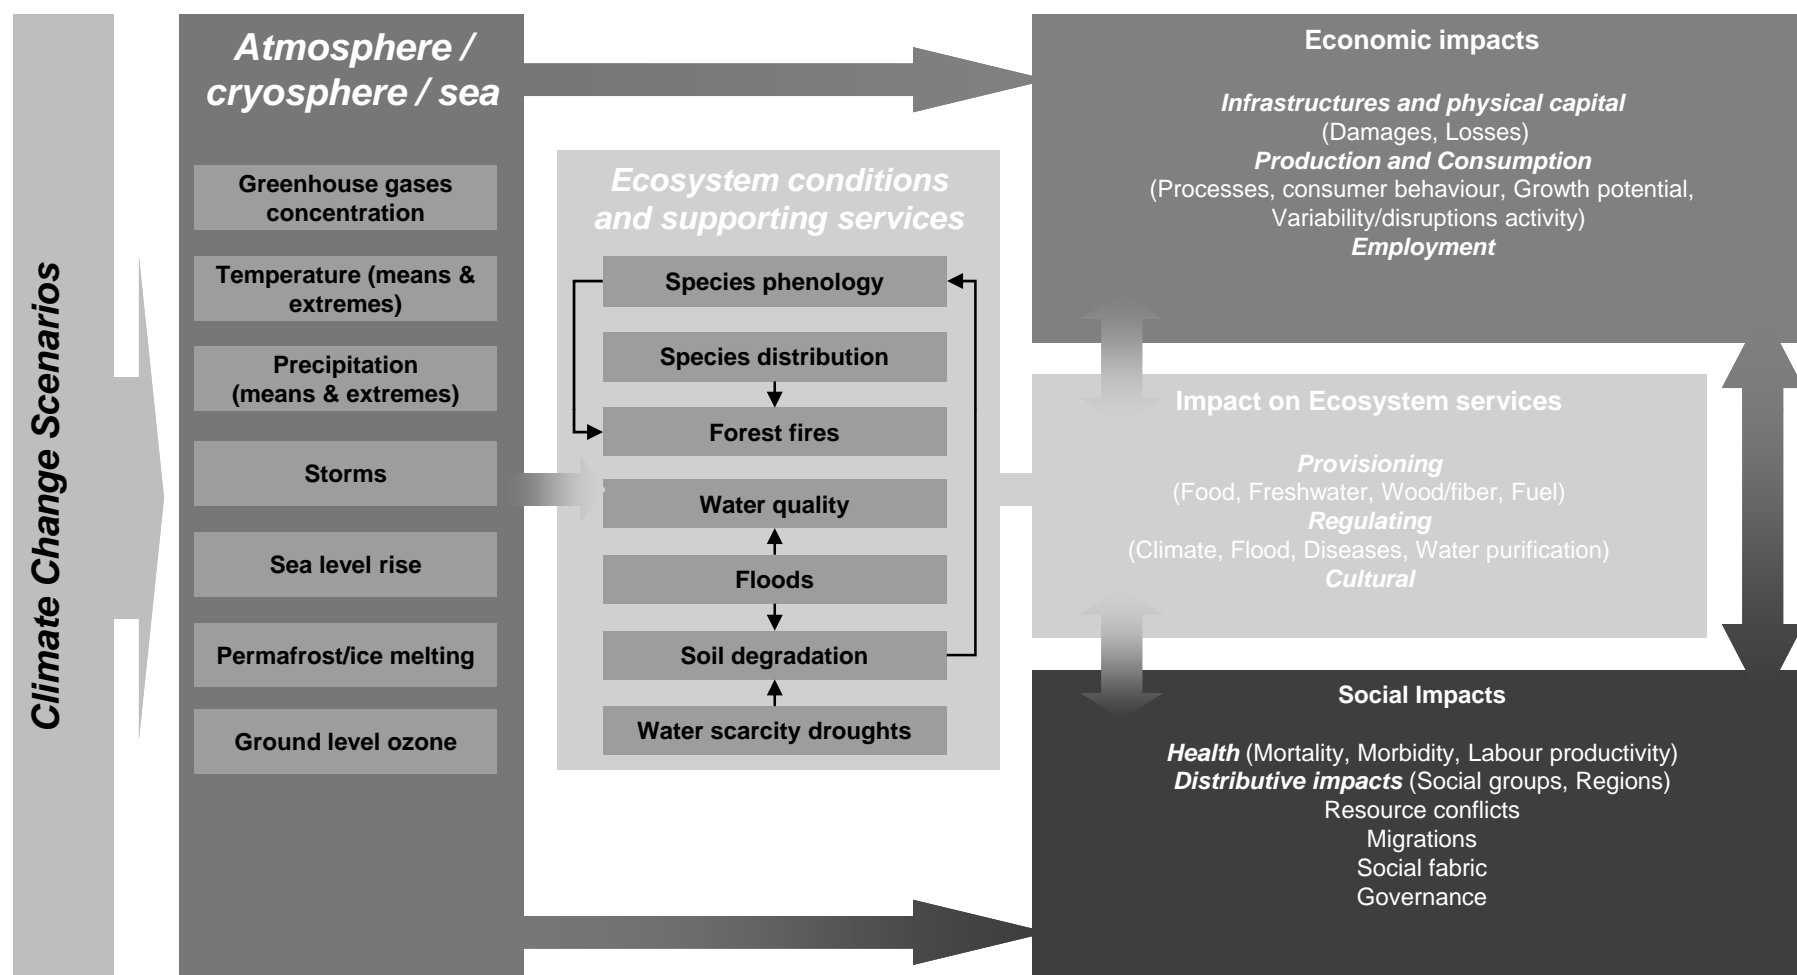 Climate Change Scenarios
Atmosphere /
cryosphere / sea
Greenhouse gases
concentration
Temperature (means &
extremes)
Precipitation
(means & extremes)
Storms
Sea level rise
Permafrost/ice melting
Ground level ozone
Ecosystem conditions
and supporting services
Species phenology
Species distribution
Forest fires
Water quality
Floods
Soil degradation
Water scarcity droughts
Economic impacts
Infrastructures and physical capital
(Damages, Losses)
Production and Consumption
(Processes, consumer behaviour, Growth potential,
Variability/disruptions activity)
Employment
Impact on Ecosystem services
Provisioning
(Food, Freshwater, Wood/fiber, Fuel)
Regulating
(Climate, Flood, Diseases, Water purification)
Cultural
Social Impacts
Health (Mortality, Morbidity, Labour productivity)
Distributive impacts (Social groups, Regions)
Resource conflicts
Migrations
Social fabric
Governance